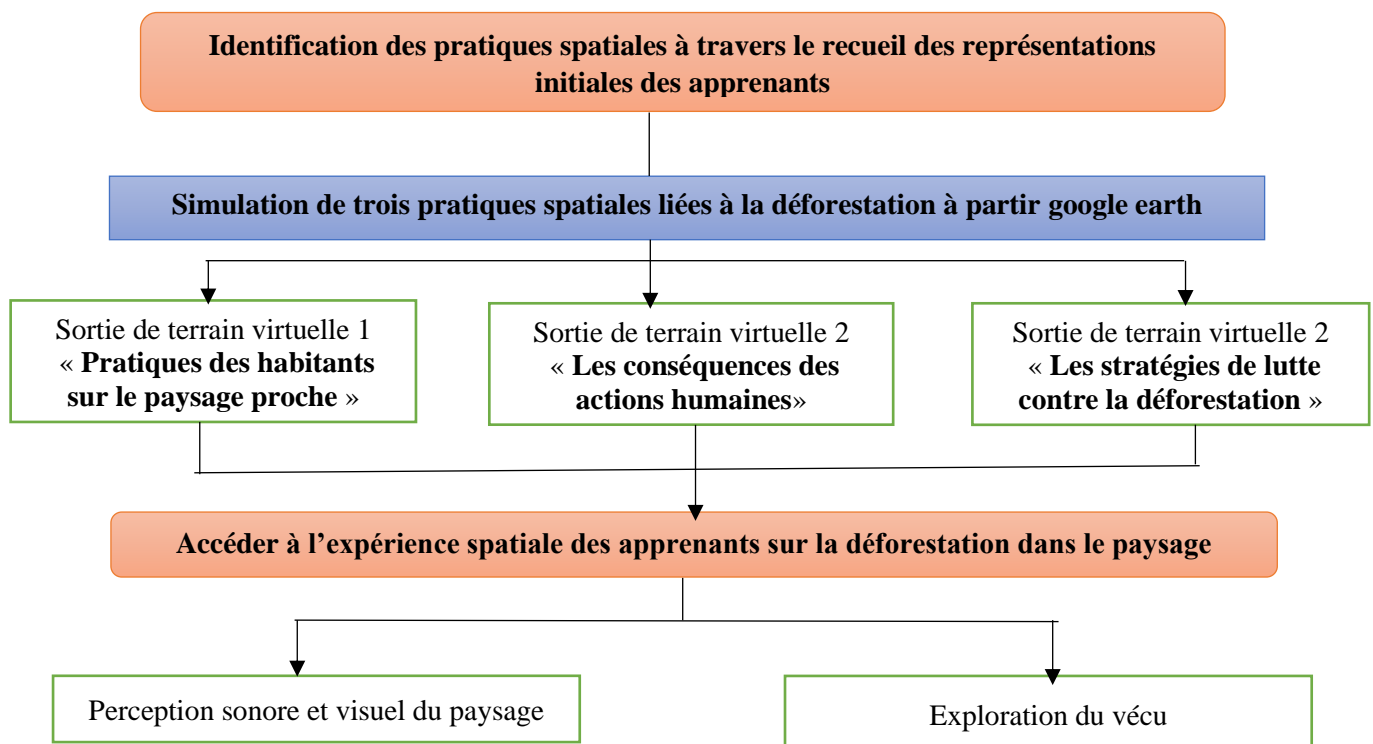 Identification des pratiques spatiales à travers le recueil des représentations
initiales des apprenants
Simulation de trois pratiques spatiales liées à la déforestation à partir google earth
Sortie de terrain virtuelle 1
« Pratiques des habitants
sur le paysage proche »
Sortie de terrain virtuelle 2
« Les conséquences des
actions humaines»
Sortie de terrain virtuelle 2
« Les stratégies de lutte
contre la déforestation »
Accéder à l’expérience spatiale des apprenants sur la déforestation dans le paysage
Perception sonore et visuel du paysage
Exploration du vécu